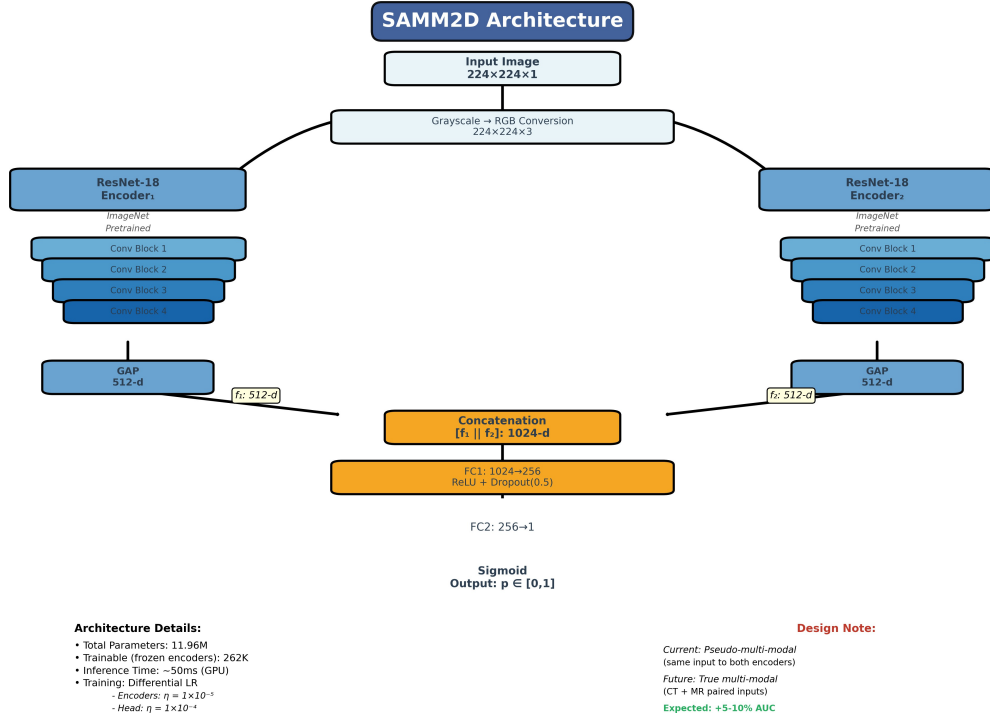 SAMM2D Architecture
Input Image
224×224×1
Grayscale → RGB Conversion
224×224×3
ResNet-18
Encoder₁
ImageNet
Pretrained
Conv Block 1
Conv Block 2
Conv Block 3
Conv Block 4
GAP
512-d
f₁: 512-d
ResNet-18
Encoder₂
ImageNet
Pretrained
Conv Block 1
Conv Block 2
Conv Block 3
Conv Block 4
GAP
512-d
f₂: 512-d
Concatenation
[f₁ || f₂]: 1024-d
FC1: 1024→256
ReLU + Dropout(0.5)
FC2: 256→1
Sigmoid
Output: p ∈ [0,1]
Architecture Details:
• Total Parameters: 11.96M
• Trainable (frozen encoders): 262K
• Inference Time: ~50ms (GPU)
• Training: Differential LR
- Encoders: η = 1×10⁻⁵
- Head: η = 1×10⁻⁴
Design Note:
Current: Pseudo-multi-modal
(same input to both encoders)
Future: True multi-modal
(CT + MR paired inputs)
Expected: +5-10% AUC